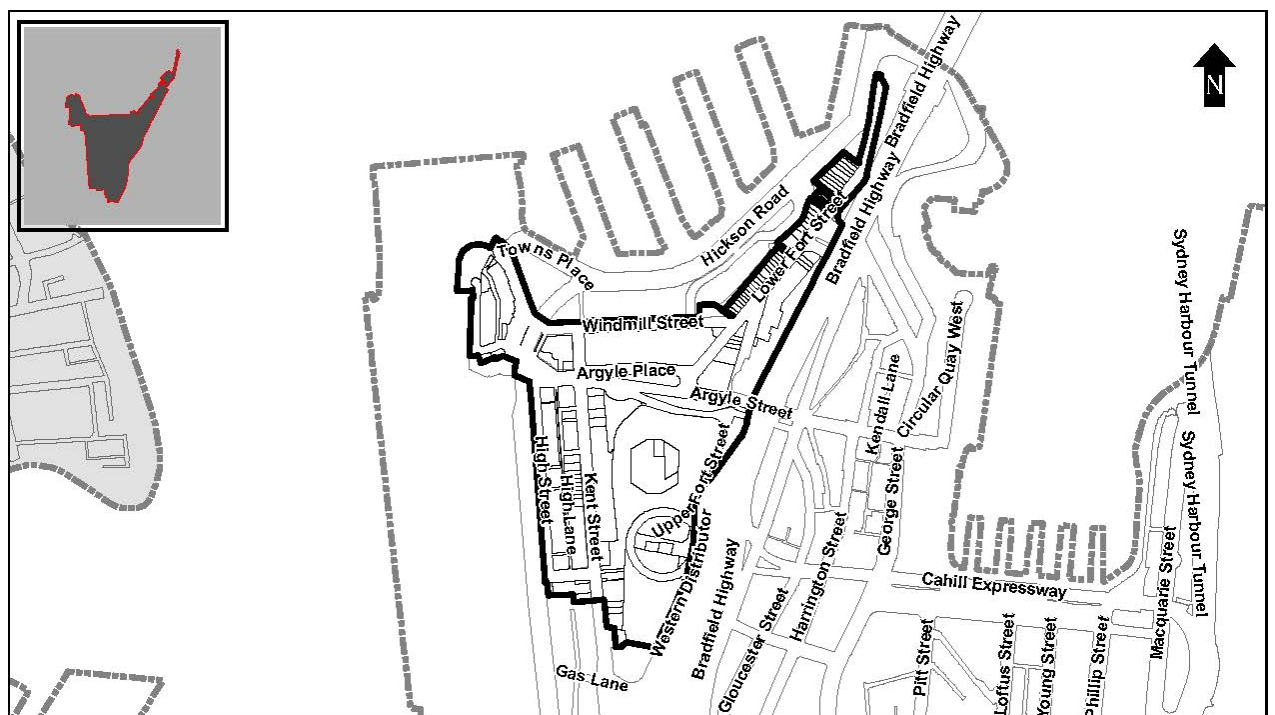 N
Bradfield Highway
Bradfield Highway
Hickson Road
Lower Fort Street
Towns Place
Windmill Street
Argyle Place
Argyle Street
Kendall Lane
Circular Quay West
Sydney Harbour Tunnel
Sydney Harbour Tunnel
High Street
High Lane
Kent Street
Upper Fort Street
George Street
Western Distributor
Bradfield Highway
Harrington Street
Gloucester Street
Cahill Expressway
Macquarie Street
Gas Lane
Pitt Street
Loftus Street
Young Street
Phillip Street